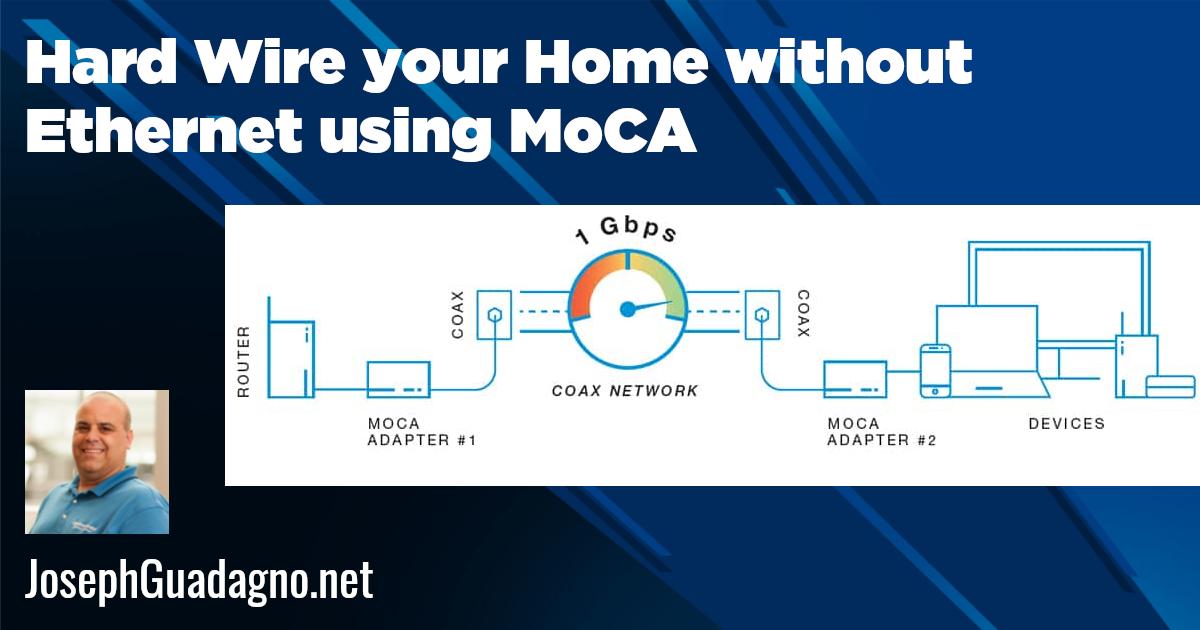 Hard Wire your Home without
Ethernet using MoCA
1 Gbps
COAX
COAX
ROUTER
COAX NETWORK
MOCA
ADAPTER #1
MOCA
ADAPTER #2
DEVICES
JosephGuadagno.net